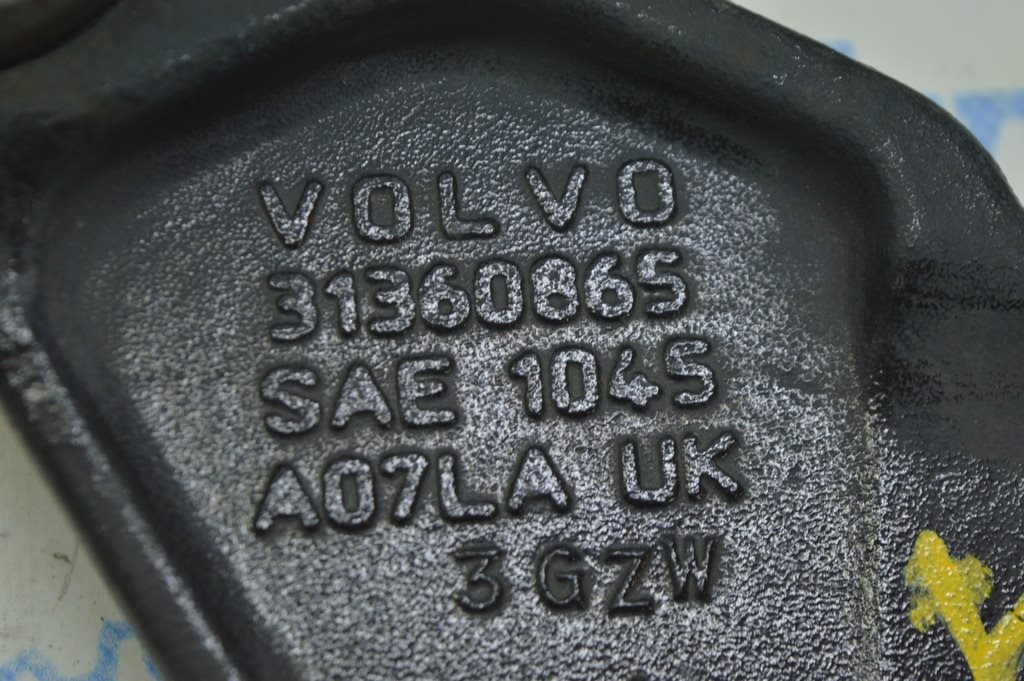 VOLVO
31360865
SAE 1045
A07LA UK
3 GZW